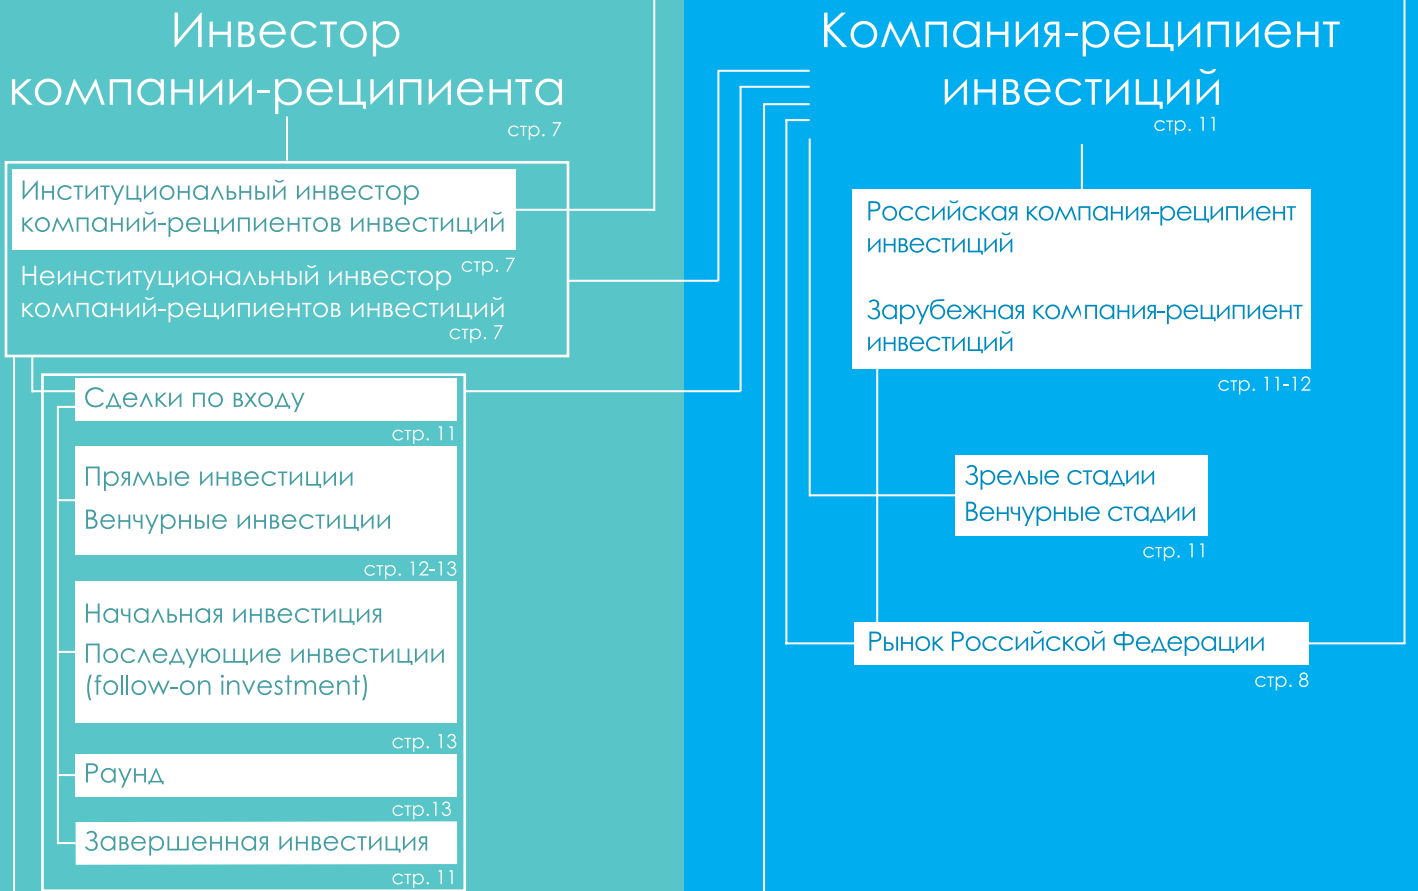 Инвестор
компании-реципиента
стр. 7
Институциональный инвестор
компаний-реципиентов инвестиций
стр. 7
Неинституциональный инвестор
компаний-реципиентов инвестиций
стр. 7
Сделки по входу
стр. 11
Прямые инвестиции
Венчурные инвестиции
стр. 12-13
Начальная инвестиция
Последующие инвестиции
(follow-on investment)
стр. 13
Раунд
стр.13
Завершенная инвестиция
стр. 11
Компания-реципиент
инвестиций
стр. 11
Российская компания-реципиент
инвестиций
Зарубежная компания-реципиент
инвестиций
стр. 11-12
Зрелые стадии
Венчурные стадии
стр. 11
Рынок Российской Федерации
стр. 8